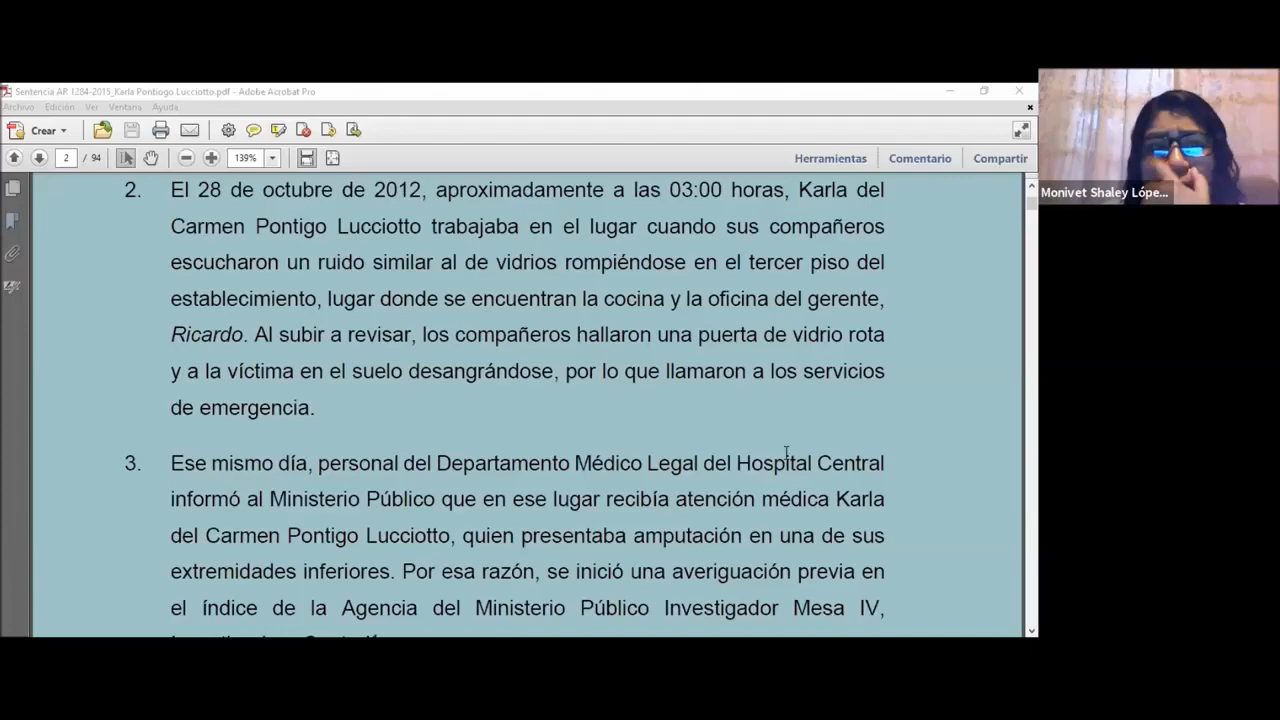 Sentencia AR 1284-2015_Karla Pontiogo Lucciotto.pdf - Adobe Acrobat Pro
Archivo Edición Ver Ventana Ayuda
Crear
2 / 94 139% Herramientas Comentario Compartir
2. El 28 de octubre de 2012, aproximadamente a las 03:00 horas, Karla del
Carmen Pontigo Lucciotto trabajaba en el lugar cuando sus compañeros
escucharon un ruido similar al de vidrios rompiéndose en el tercer piso del
establecimiento, lugar donde se encuentran la cocina y la oficina del gerente,
Ricardo. Al subir a revisar, los compañeros hallaron una puerta de vidrio rota
y a la víctima en el suelo desangrándose, por lo que llamaron a los servicios
de emergencia.
3. Ese mismo día, personal del Departamento Médico Legal del Hospital Central
informó al Ministerio Público que en ese lugar recibía atención médica Karla
del Carmen Pontigo Lucciotto, quien presentaba amputación en una de sus
extremidades inferiores. Por esa razón, se inició una averiguación previa en
el índice de la Agencia del Ministerio Público Investigador Mesa IV,
Monivet Shaley Lópe...